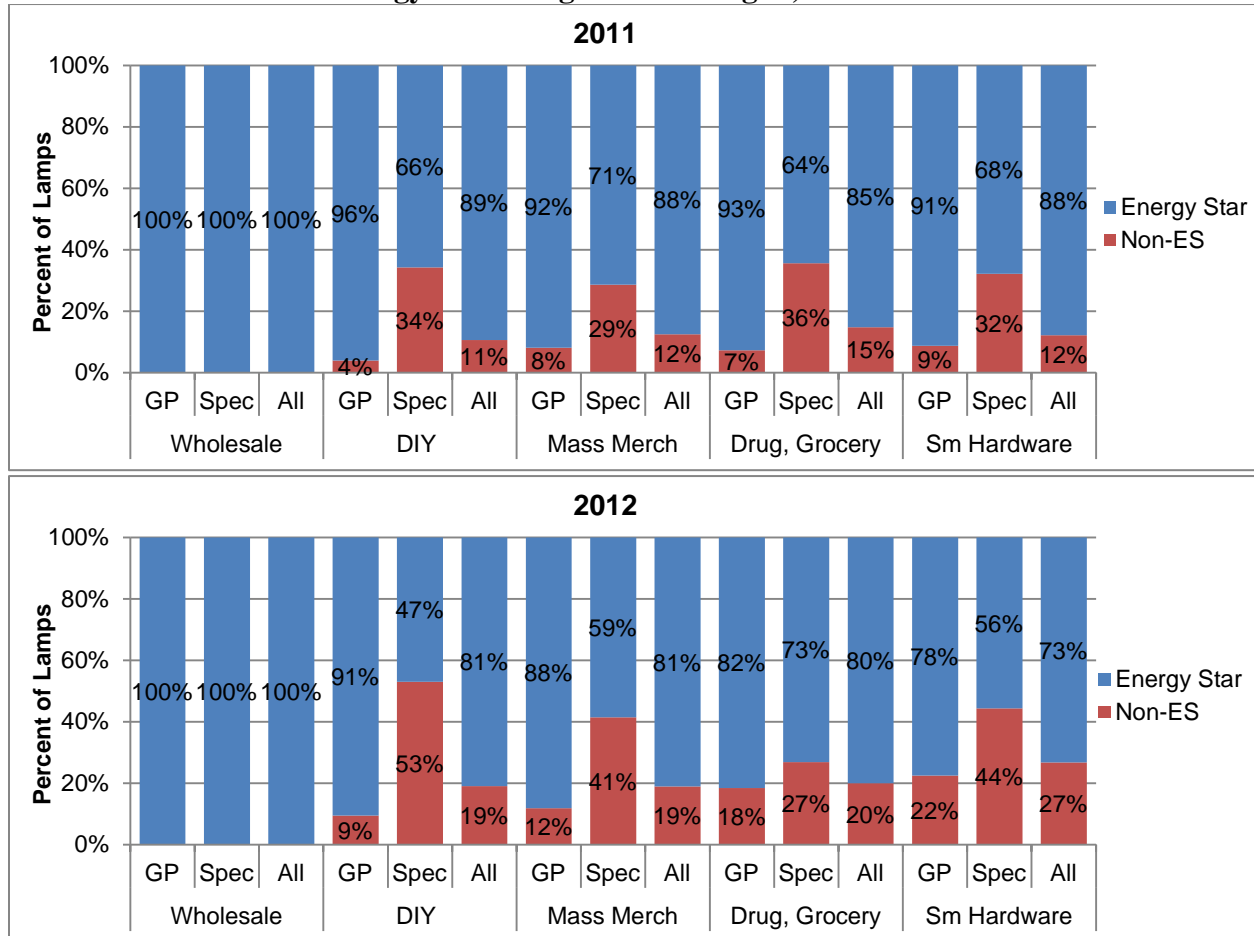 2011
100%
80%
60%
40%
20%
0%
Percent of Lamps
100% 100% 100% 96% 66% 89% 92% 71% 88% 93% 64% 85% 91% 68% 88%
4% 34% 11% 8% 29% 12% 7% 36% 15% 9% 32% 12%
Energy Star
Non-ES
GP Spec All GP Spec All GP Spec All GP Spec All GP Spec All
Wholesale DIY Mass Merch Drug, Grocery Sm Hardware
2012
100%
80%
60%
40%
20%
0%
Percent of Lamps
100% 100% 100% 91% 47% 81% 88% 59% 81% 82% 73% 80% 78% 56% 73%
9% 53% 19% 12% 41% 19% 18% 27% 20% 22% 44% 27%
Energy Star
Non-ES
GP Spec All GP Spec All GP Spec All GP Spec All GP Spec All
Wholesale DIY Mass Merch Drug, Grocery Sm Hardware